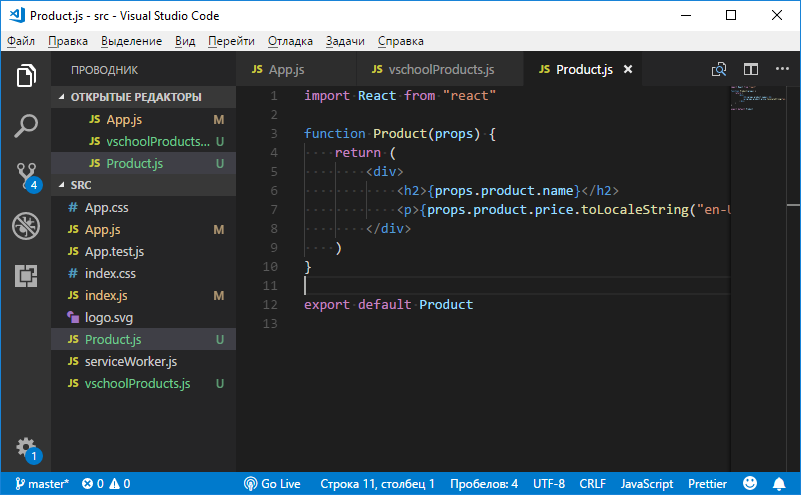 Product.js - src - Visual Studio Code
Файл Правка Выделение Вид Перейти Отладка Задачи Справка
ПРОВОДНИК
ОТКРЫТЫЕ РЕДАКТОРЫ
JS App.js M
JS vschoolProducts... U
JS Product.js U
SRC
# App.css
JS App.js M
JS App.test.js
# index.css
JS index.js M
logo.svg
JS Product.js U
JS serviceWorker.js
JS vschoolProducts.js U
4
1
JS App.js JS vschoolProducts.js JS Product.js
1 import React from "react"
2
3 function Product(props) {
4 return (
5 <div>
6 <h2>{props.product.name}</h2>
7 <p>{props.product.price.toLocaleString("en-U
8 </div>
9 )
10 }
11
12 export default Product
13
master* 0 0 Go Live Строка 11, столбец 1 Пробелов: 4 UTF-8 CRLF JavaScript Prettier